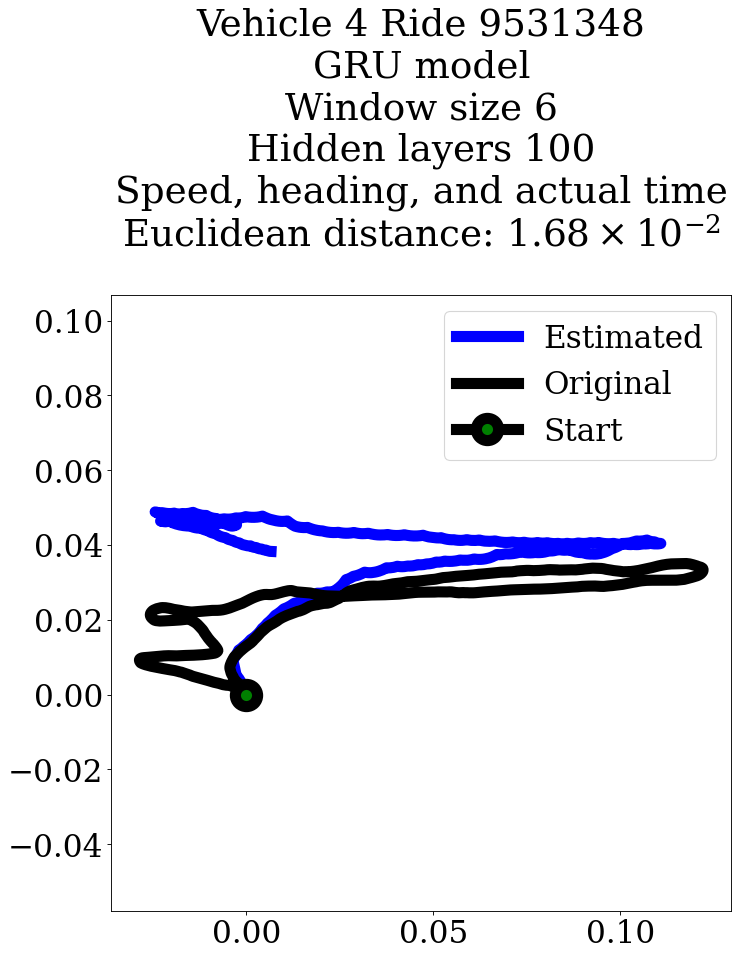 Vehicle 4 Ride 9531348
GRU model
Window size 6
Hidden layers 100
Speed, heading, and actual time
Euclidean distance: 1.68 × 10⁻²
Estimated
Original
Start
0.10
0.08
0.06
0.04
0.02
0.00
−0.02
−0.04
0.00 0.05 0.10